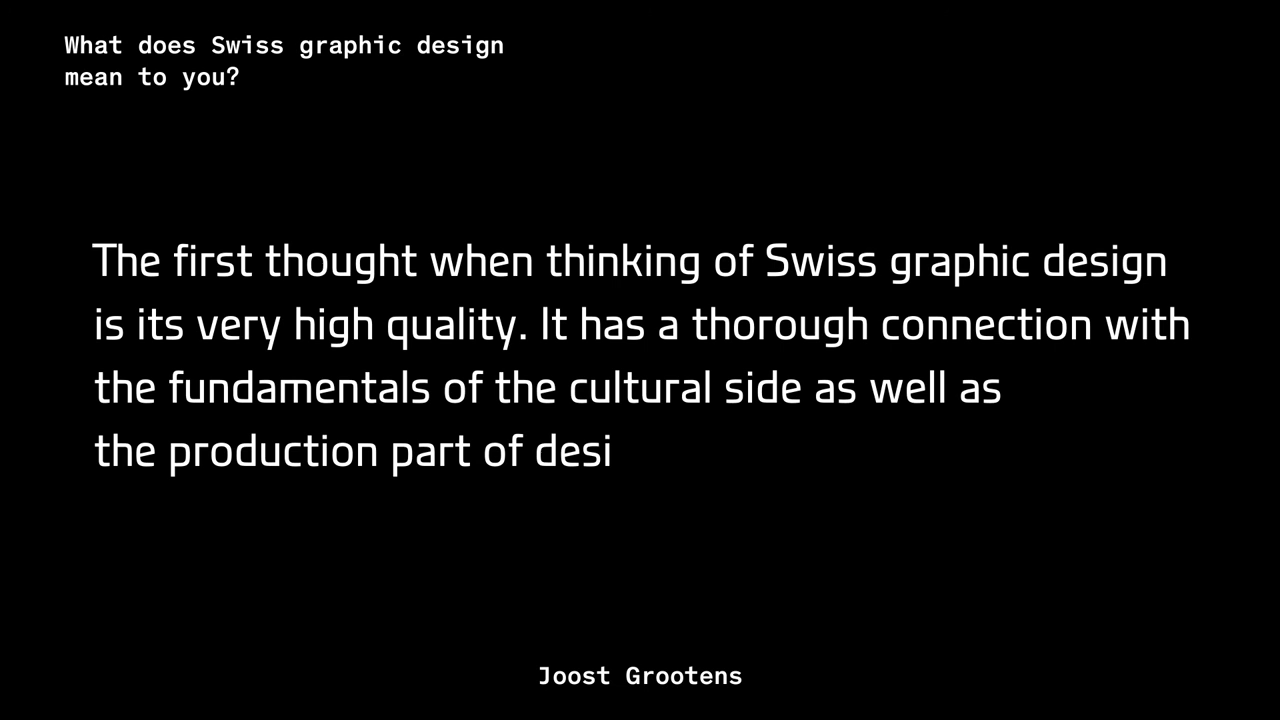 What does Swiss graphic design
mean to you?
The first thought when thinking of Swiss graphic design
is its very high quality. It has a thorough connection with
the fundamentals of the cultural side as well as
the production part of desi
Joost Grootens